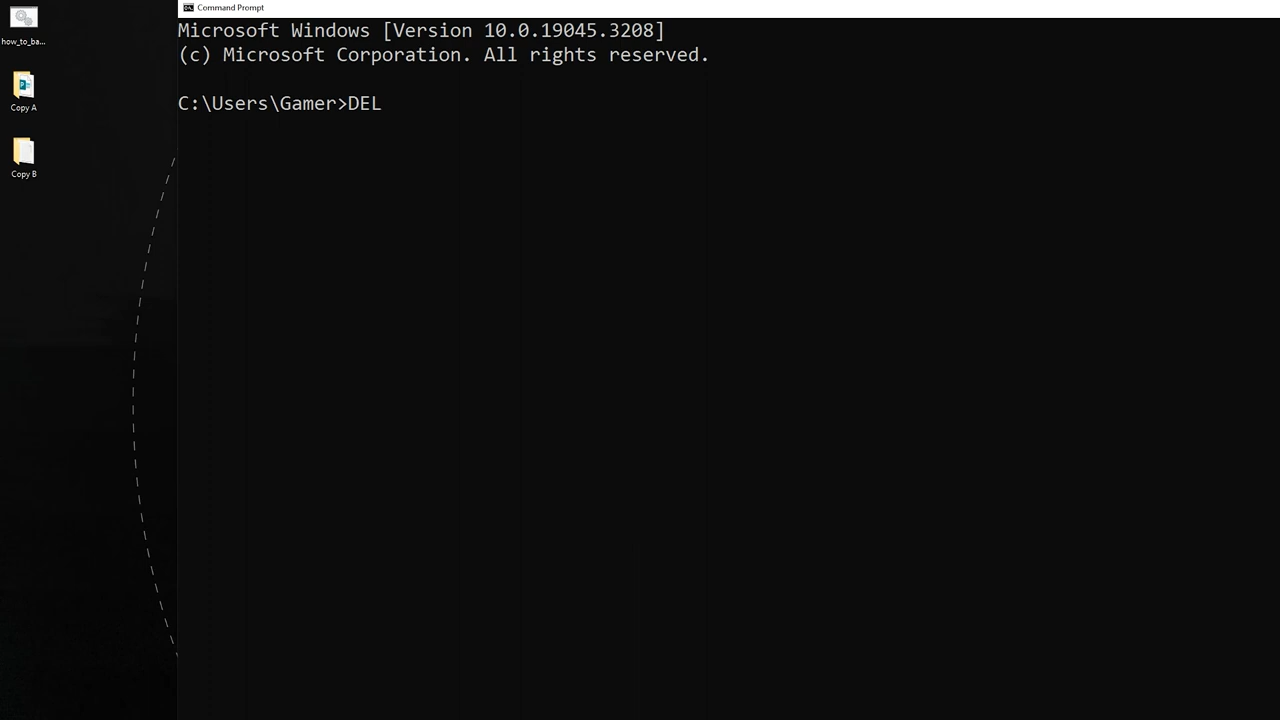 Command Prompt
how_to_ba...
Copy A
Copy B
Microsoft Windows [Version 10.0.19045.3208]
(c) Microsoft Corporation. All rights reserved.
C:\Users\Gamer>DEL